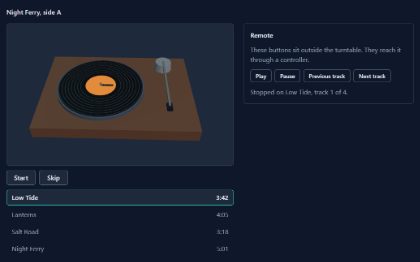 Night Ferry, side A
Remote
These buttons sit outside the turntable. They reach it
through a controller.
Play
Pause
Previous track
Next track
Stopped on Low Tide, track 1 of 4.
Start
Skip
Low Tide 3:42
Lanterns 4:05
Salt Road 3:18
Night Ferry 5:01